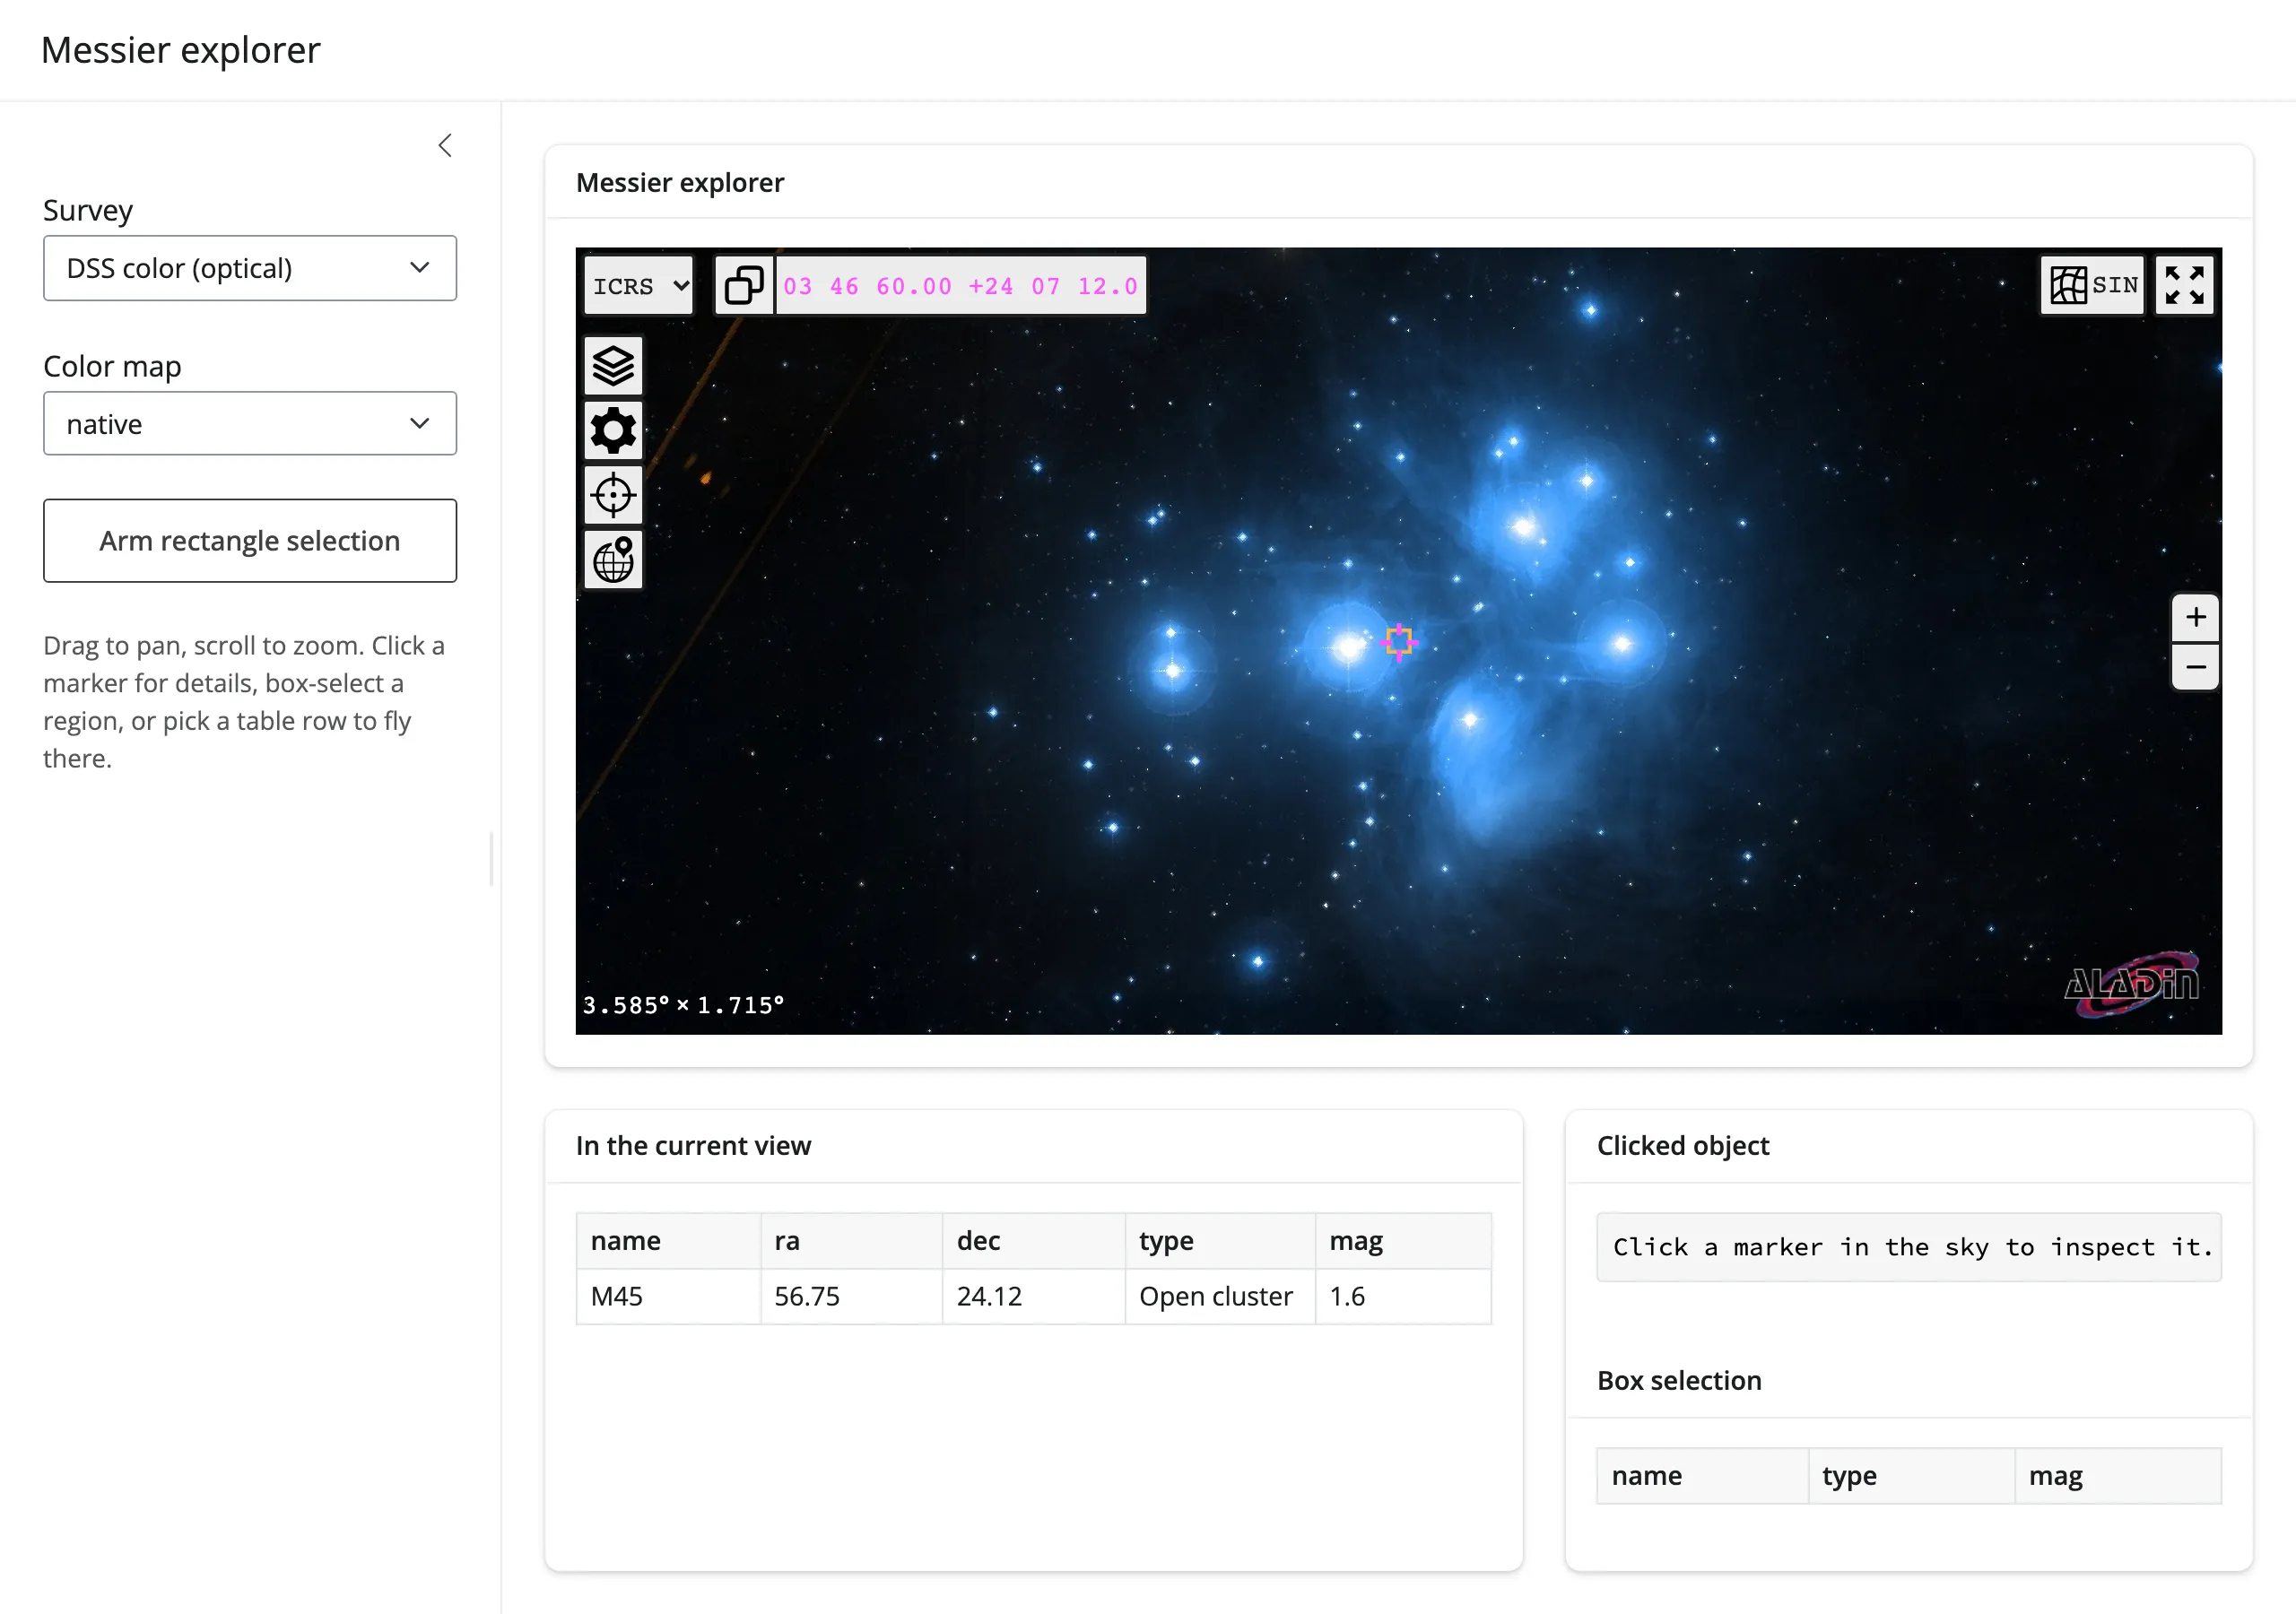 Messier explorer
Survey
DSS color (optical)
Color map
native
Arm rectangle selection
Drag to pan, scroll to zoom. Click a
marker for details, box-select a
region, or pick a table row to fly
there.
Messier explorer
ICRS 03 46 60.00 +24 07 12.0 SIN
+
−
3.585° × 1.715°
ALADiN
In the current view
name ra dec type mag
M45 56.75 24.12 Open cluster 1.6
Clicked object
Click a marker in the sky to inspect it.
Box selection
name type mag